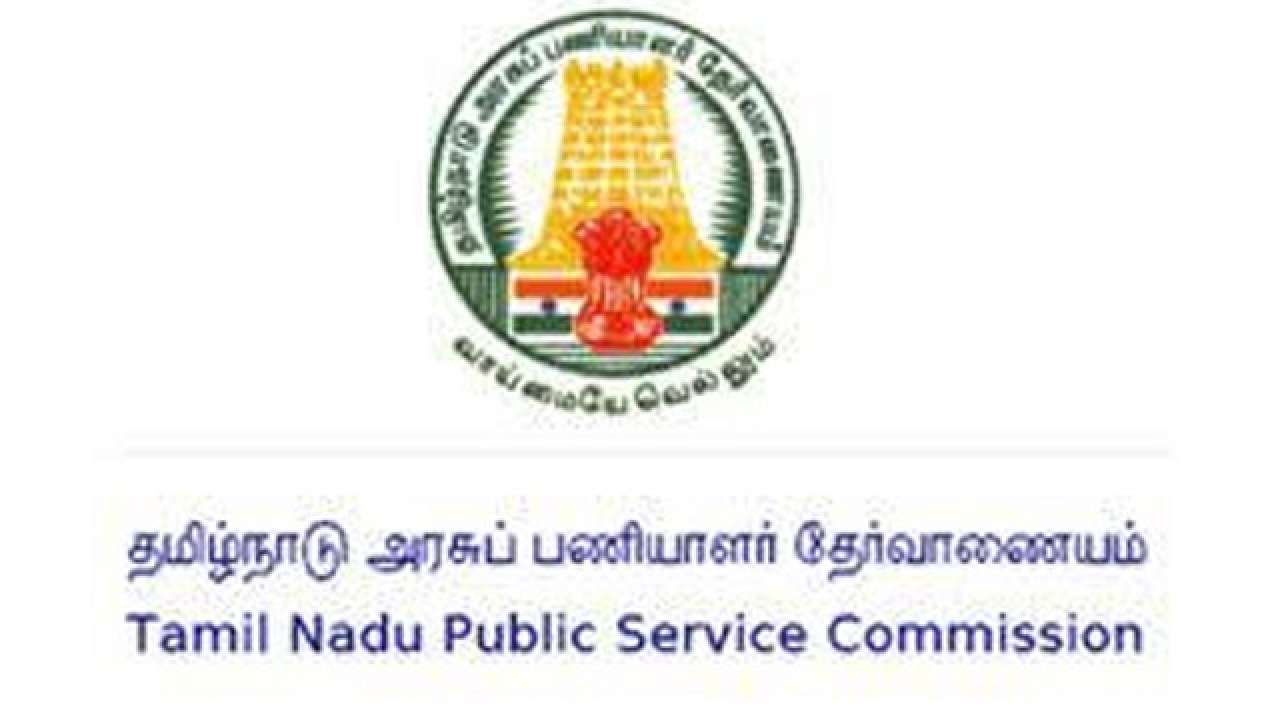 தமிழ்நாடு அரசுப் பணியாளர் தேர்வாணையம்
வாய்மையே வெல்லும்
தமிழ்நாடு அரசுப் பணியாளர் தேர்வாணையம்
Tamil Nadu Public Service Commission